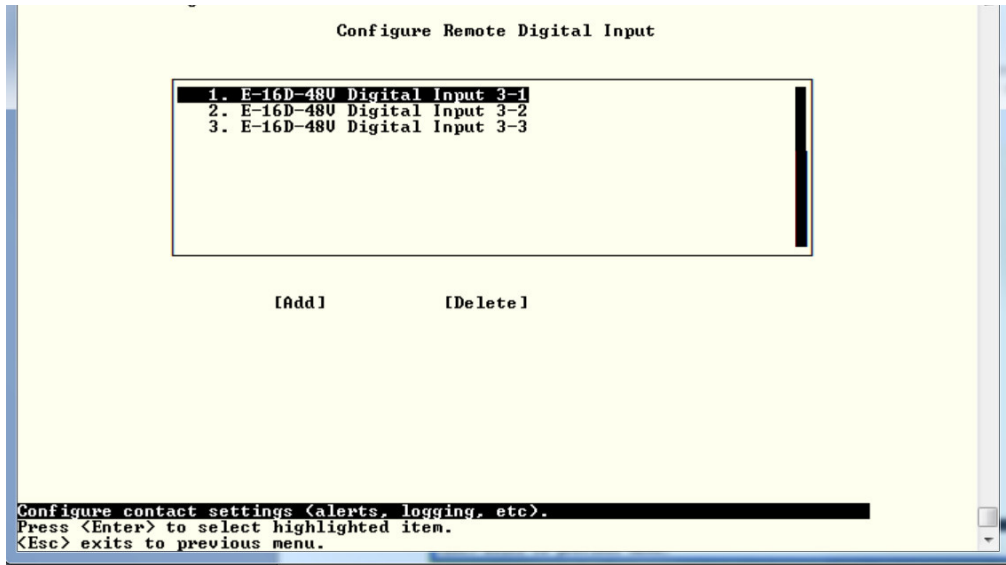 Configure Remote Digital Input
1. E-16D-48V Digital Input 3-1
2. E-16D-48V Digital Input 3-2
3. E-16D-48V Digital Input 3-3
[Add] [Delete]
Configure contact settings (alerts, logging, etc).
Press <Enter> to select highlighted item.
<Esc> exits to previous menu.